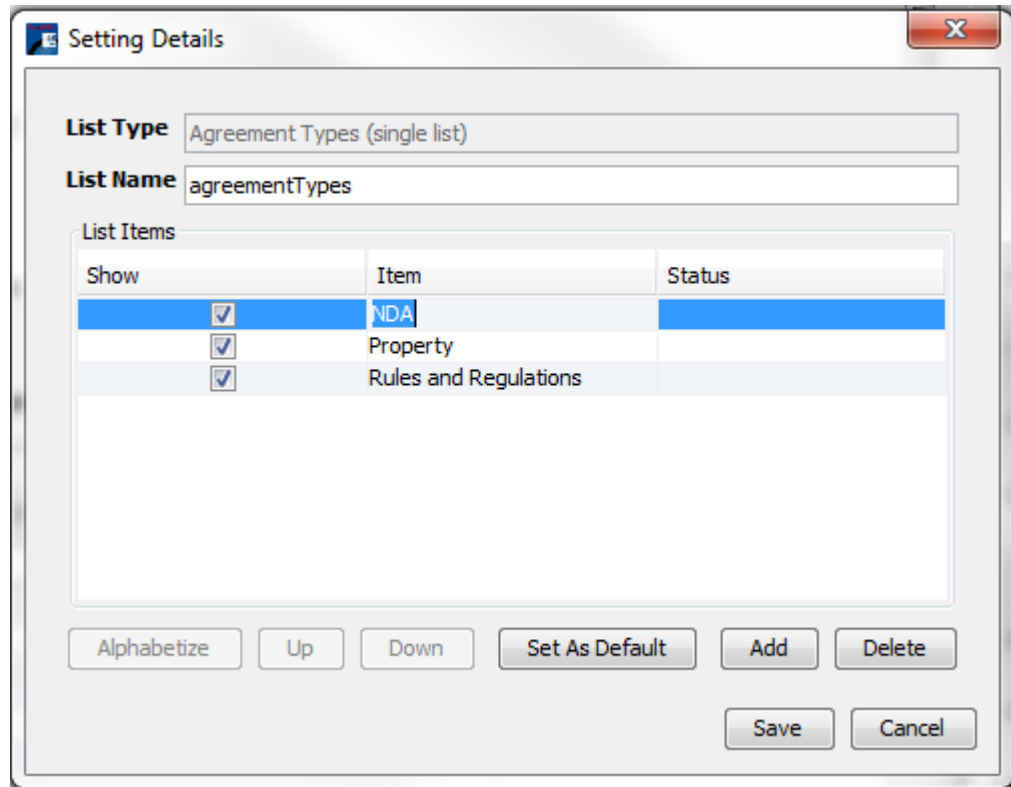 Setting Details
List Type Agreement Types (single list)
List Name agreementTypes
List Items
Show Item Status
NDA
Property
Rules and Regulations
Alphabetize Up Down Set As Default Add Delete
Save Cancel